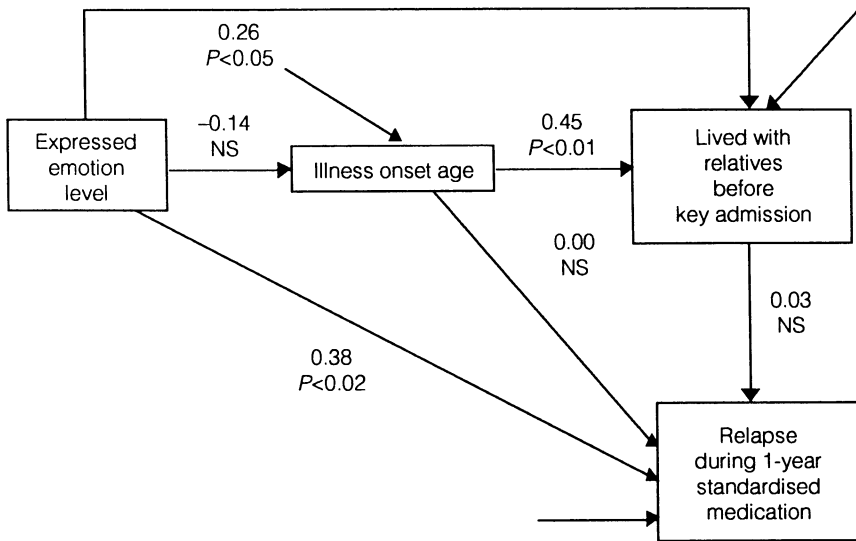 0.26
P<0.05
–0.14
NS
Expressed
emotion
level
Illness onset age
0.45
P<0.01
Lived with
relatives
before
key admission
0.00
NS
0.03
NS
0.38
P<0.02
Relapse
during 1-year
standardised
medication